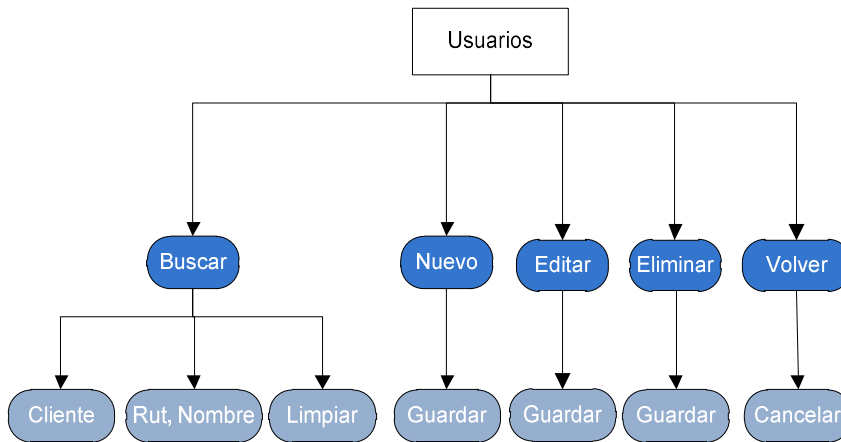 Usuarios
Buscar
Nuevo
Editar
Eliminar
Volver
Cliente
Rut, Nombre
Limpiar
Guardar
Guardar
Guardar
Cancelar